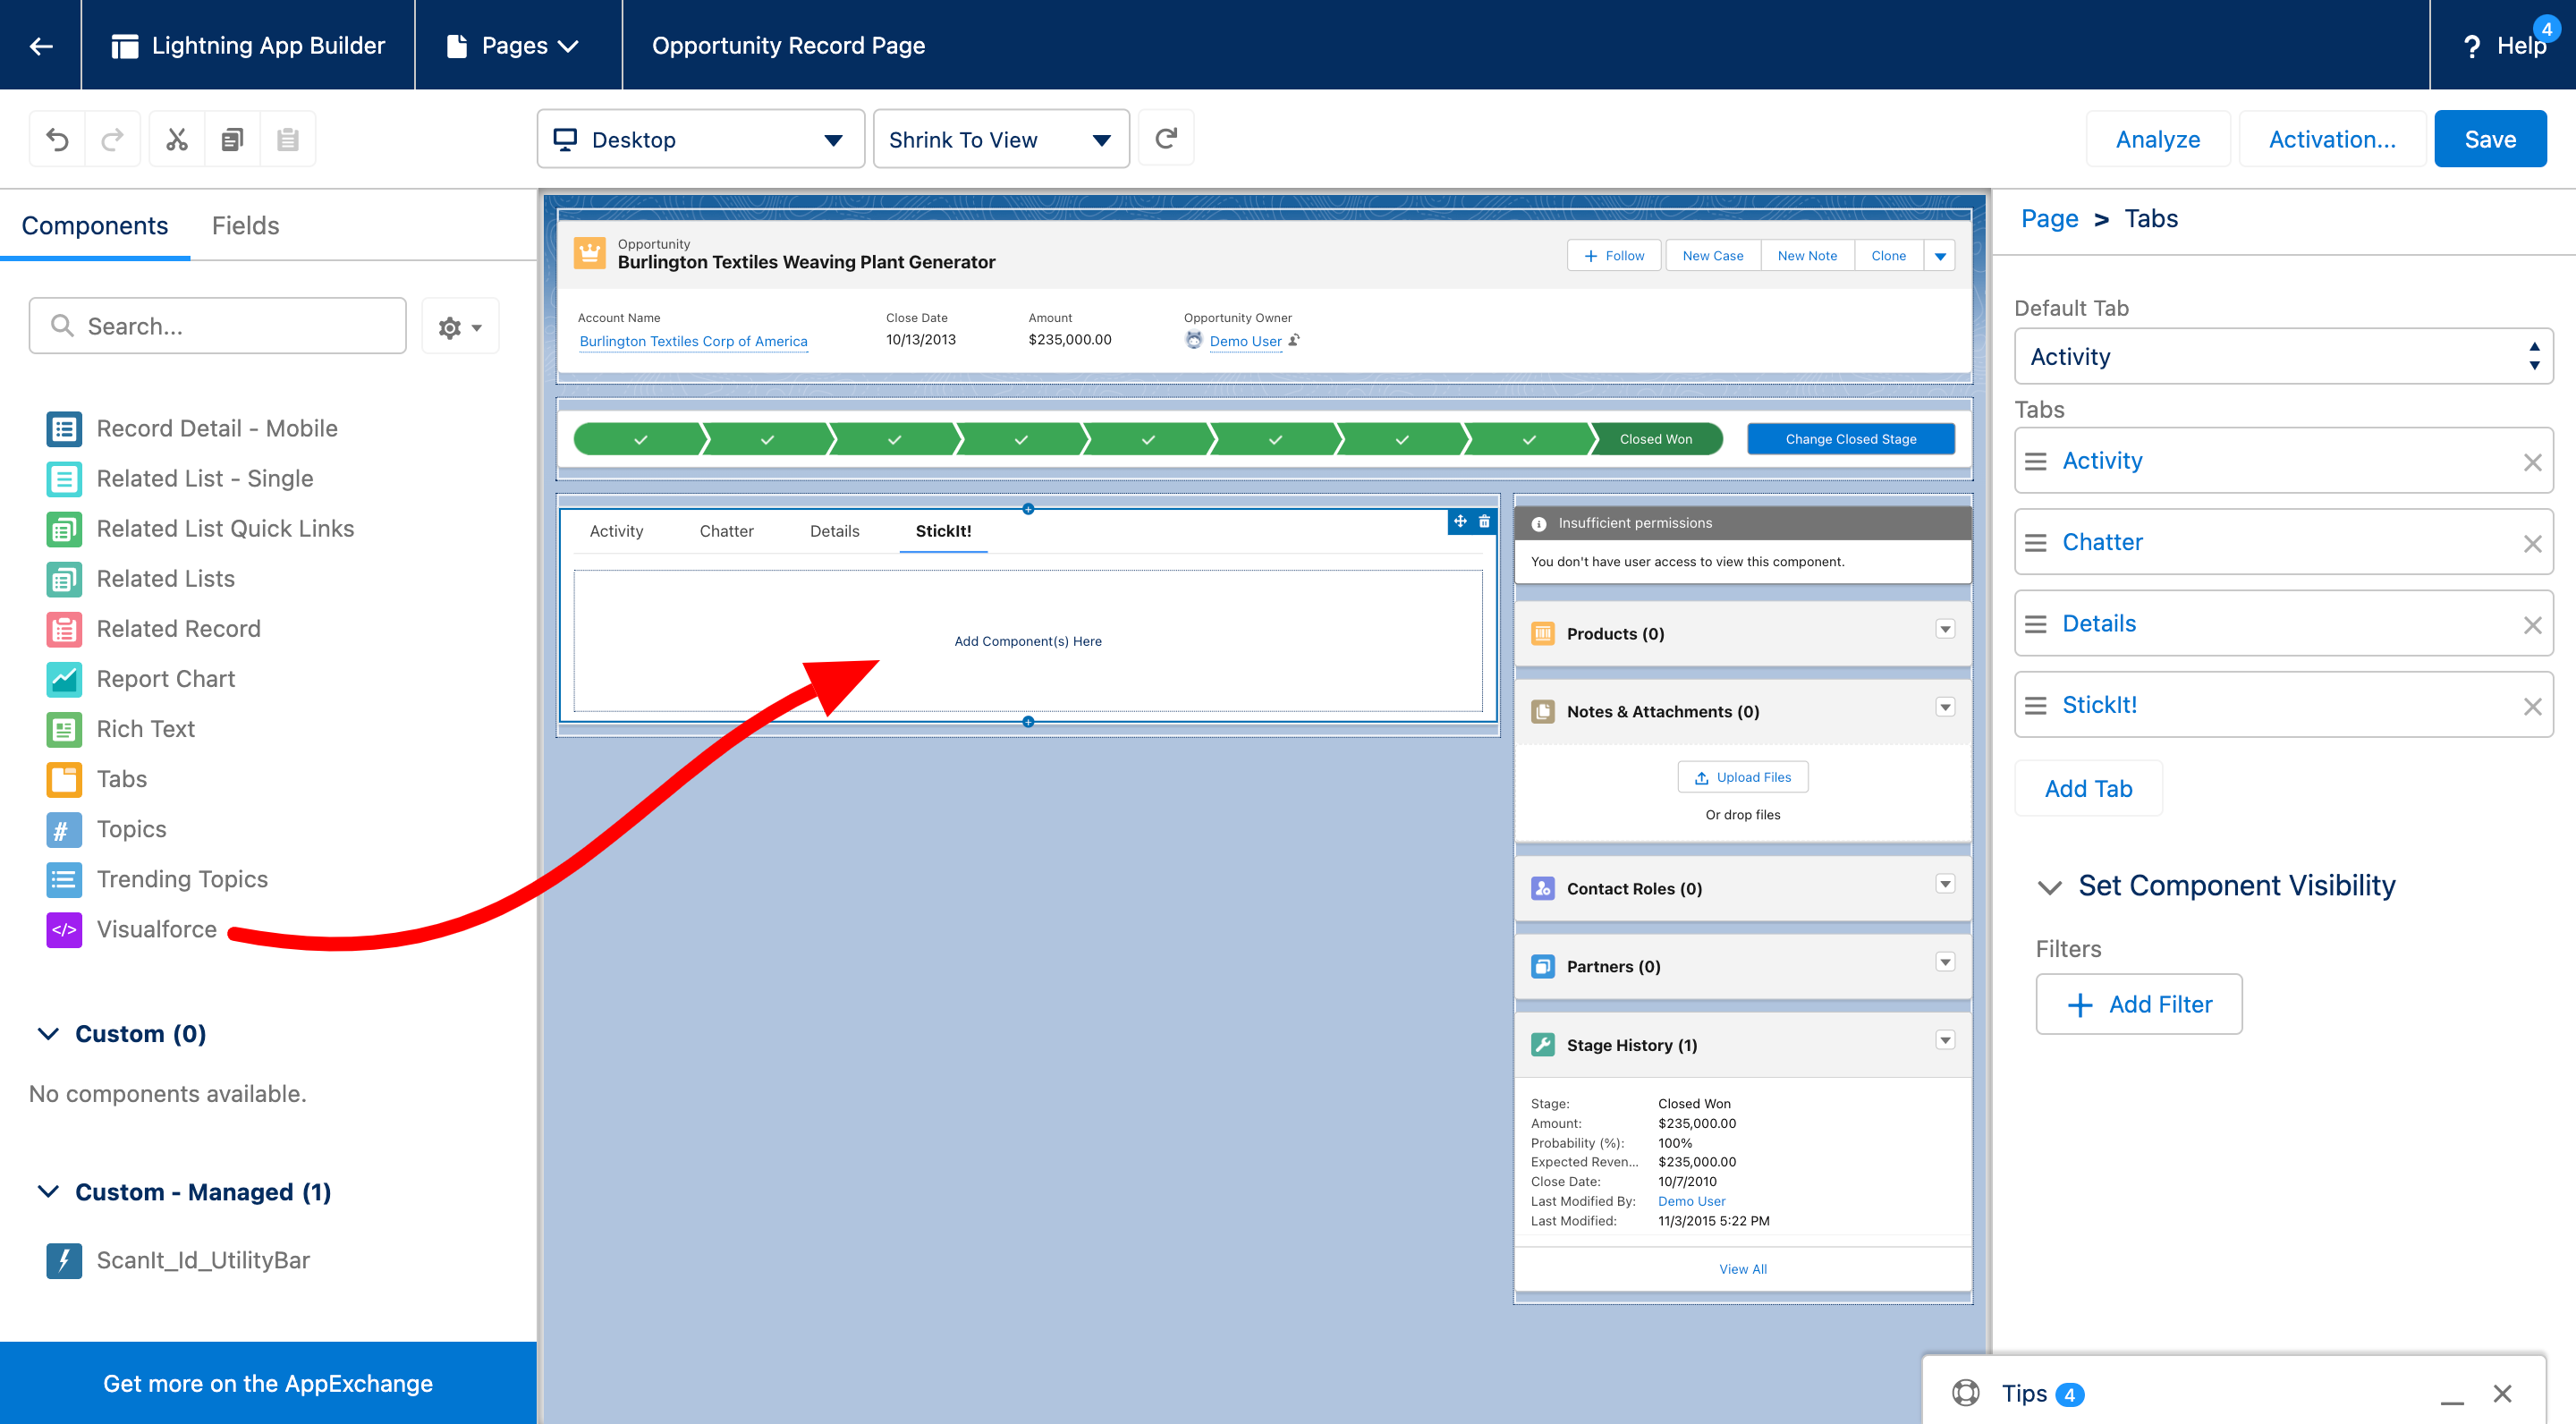 Lightning App Builder
Pages
Opportunity Record Page
? Help
4
Desktop
Shrink To View
Analyze
Activation...
Save
Components
Fields
Search...
Record Detail - Mobile
Related List - Single
Related List Quick Links
Related Lists
Related Record
Report Chart
Rich Text
Tabs
# Topics
Trending Topics
</> Visualforce
Custom (0)
No components available.
Custom - Managed (1)
ScanIt_Id_UtilityBar
Get more on the AppExchange
Opportunity
Burlington Textiles Weaving Plant Generator
Follow
New Case
New Note
Clone
Account Name
Burlington Textiles Corp of America
Close Date
10/13/2013
Amount
$235,000.00
Opportunity Owner
Demo User
Closed Won
Change Closed Stage
Activity
Chatter
Details
StickIt!
Add Component(s) Here
Insufficient permissions
You don't have user access to view this component.
Products (0)
Notes & Attachments (0)
Upload Files
Or drop files
Contact Roles (0)
Partners (0)
Stage History (1)
Stage: Closed Won
Amount: $235,000.00
Probability (%): 100%
Expected Reven... $235,000.00
Close Date: 10/7/2010
Last Modified By: Demo User
Last Modified: 11/3/2015 5:22 PM
View All
Page > Tabs
Default Tab
Activity
Tabs
Activity
Chatter
Details
StickIt!
Add Tab
Set Component Visibility
Filters
Add Filter
Tips 4